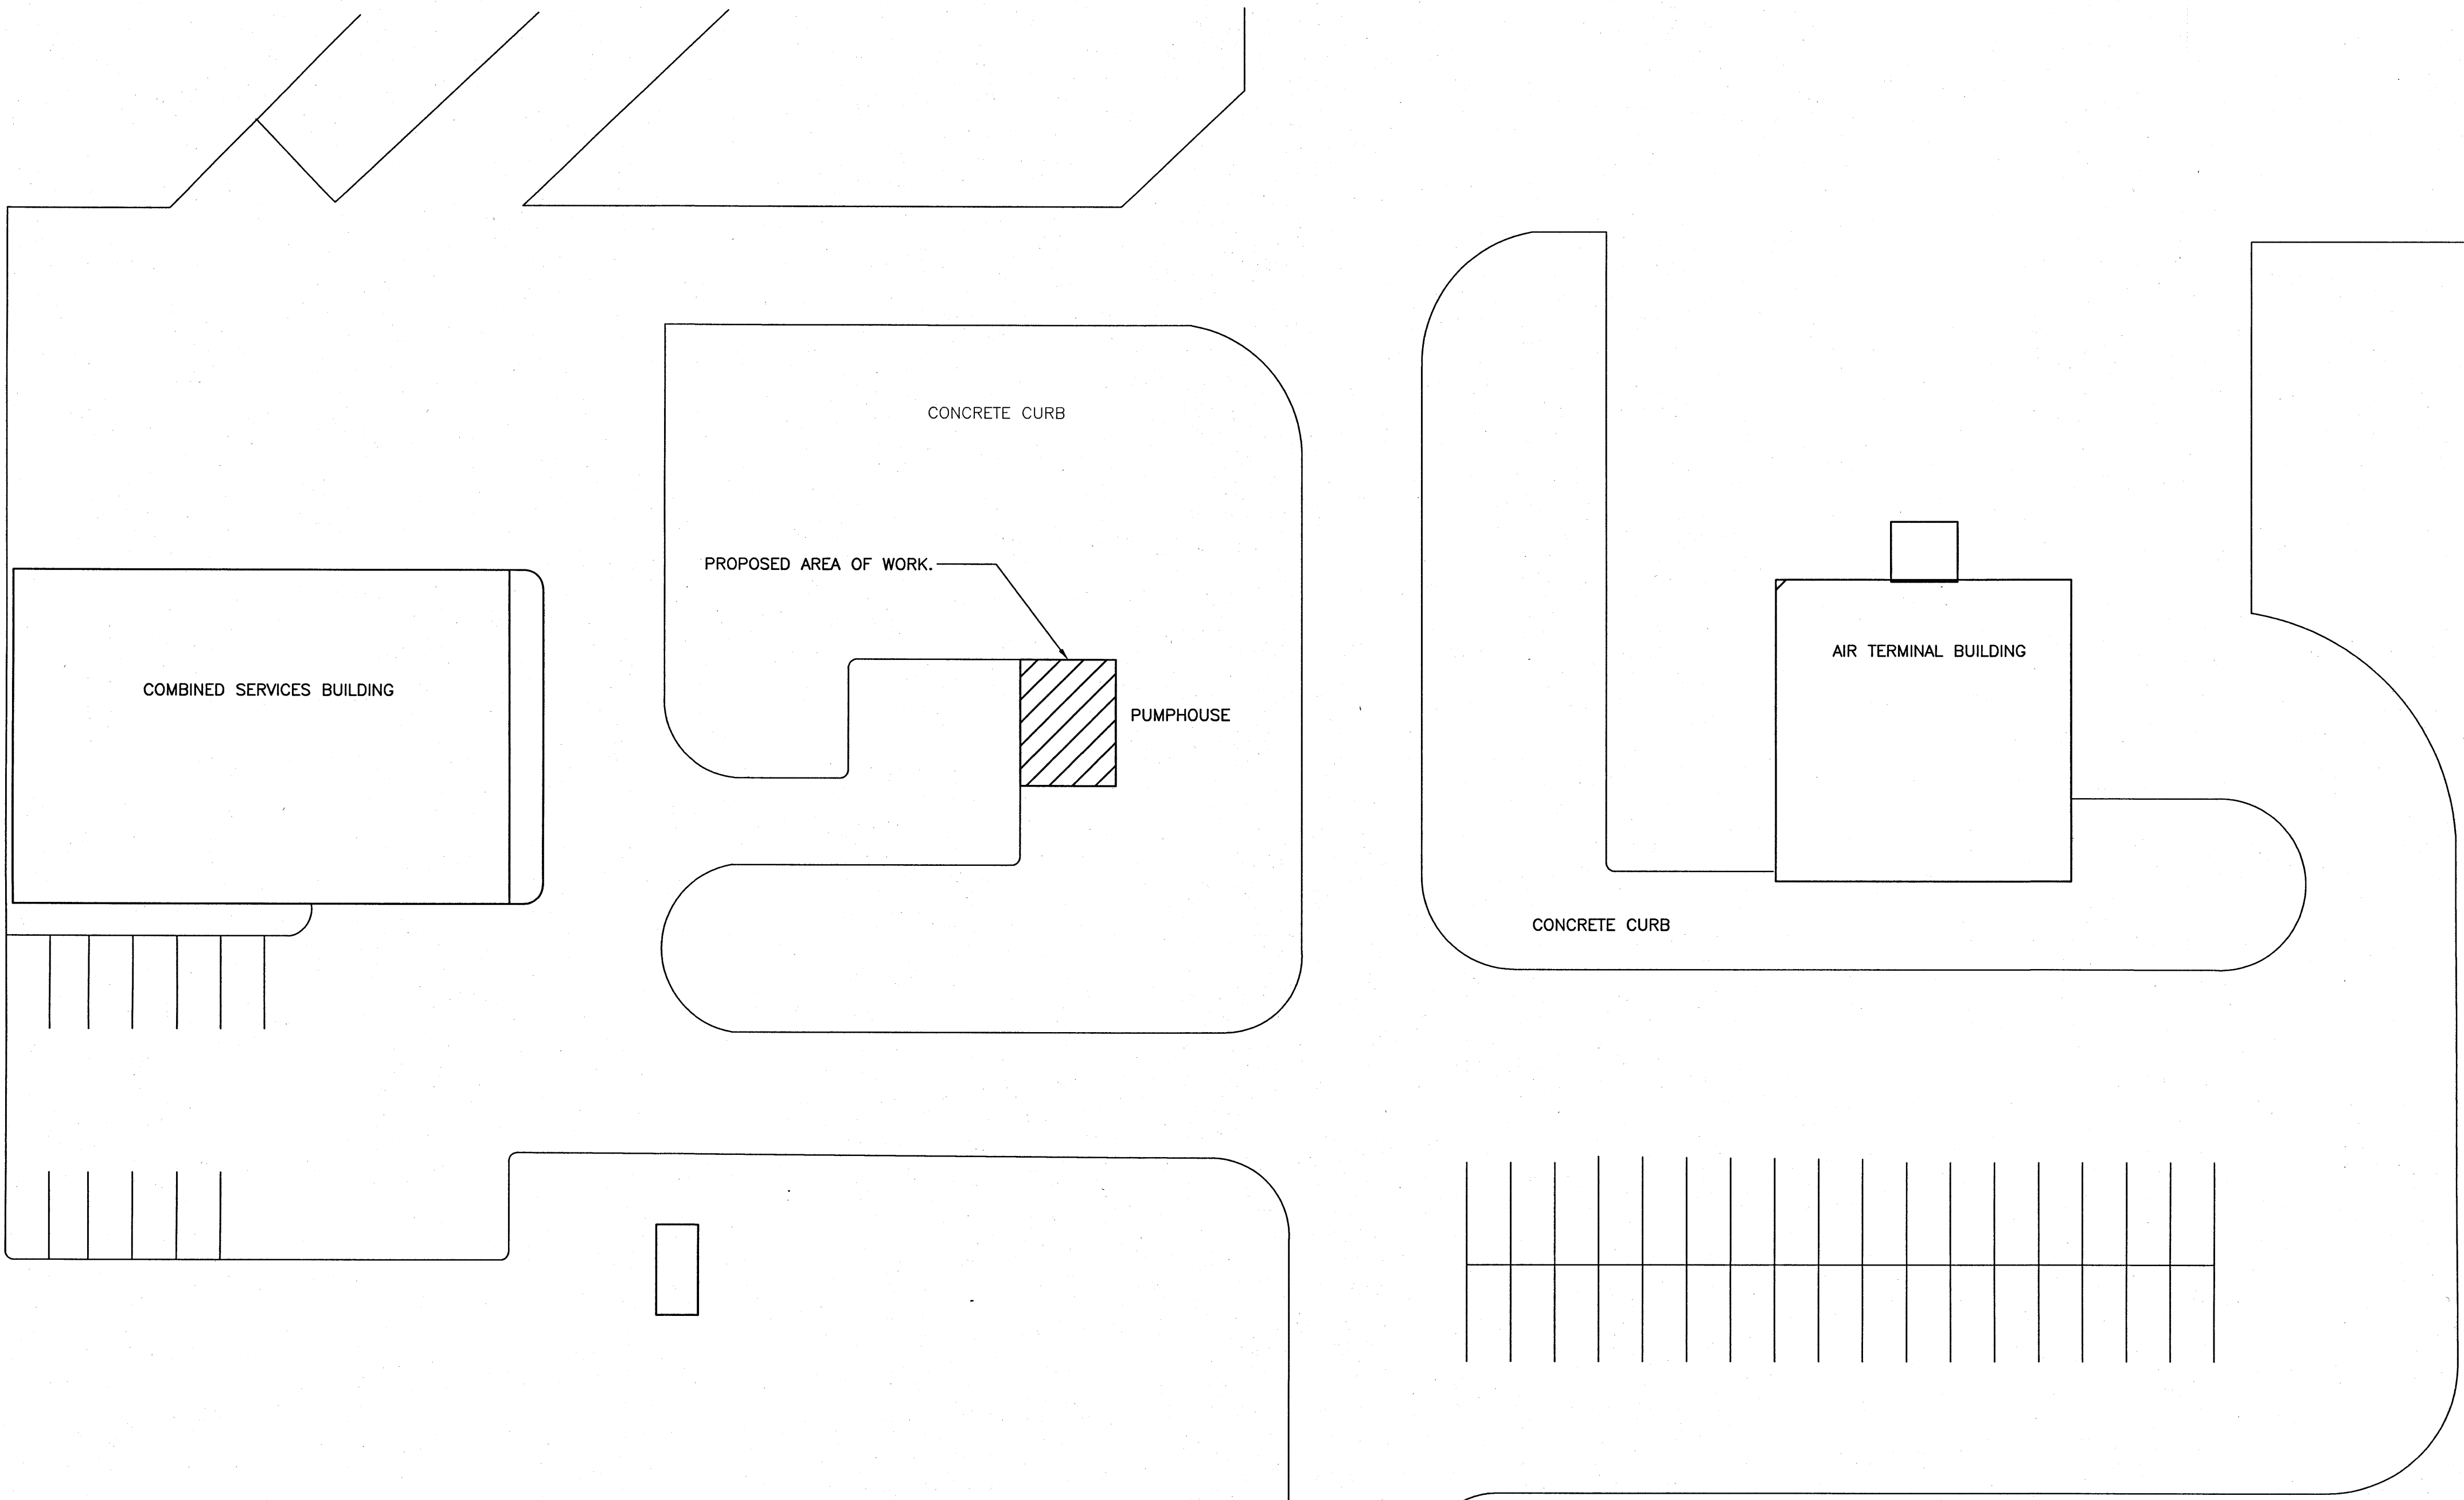 CONCRETE CURB
PROPOSED AREA OF WORK.
AIR TERMINAL BUILDING
COMBINED SERVICES BUILDING
PUMPHOUSE
CONCRETE CURB